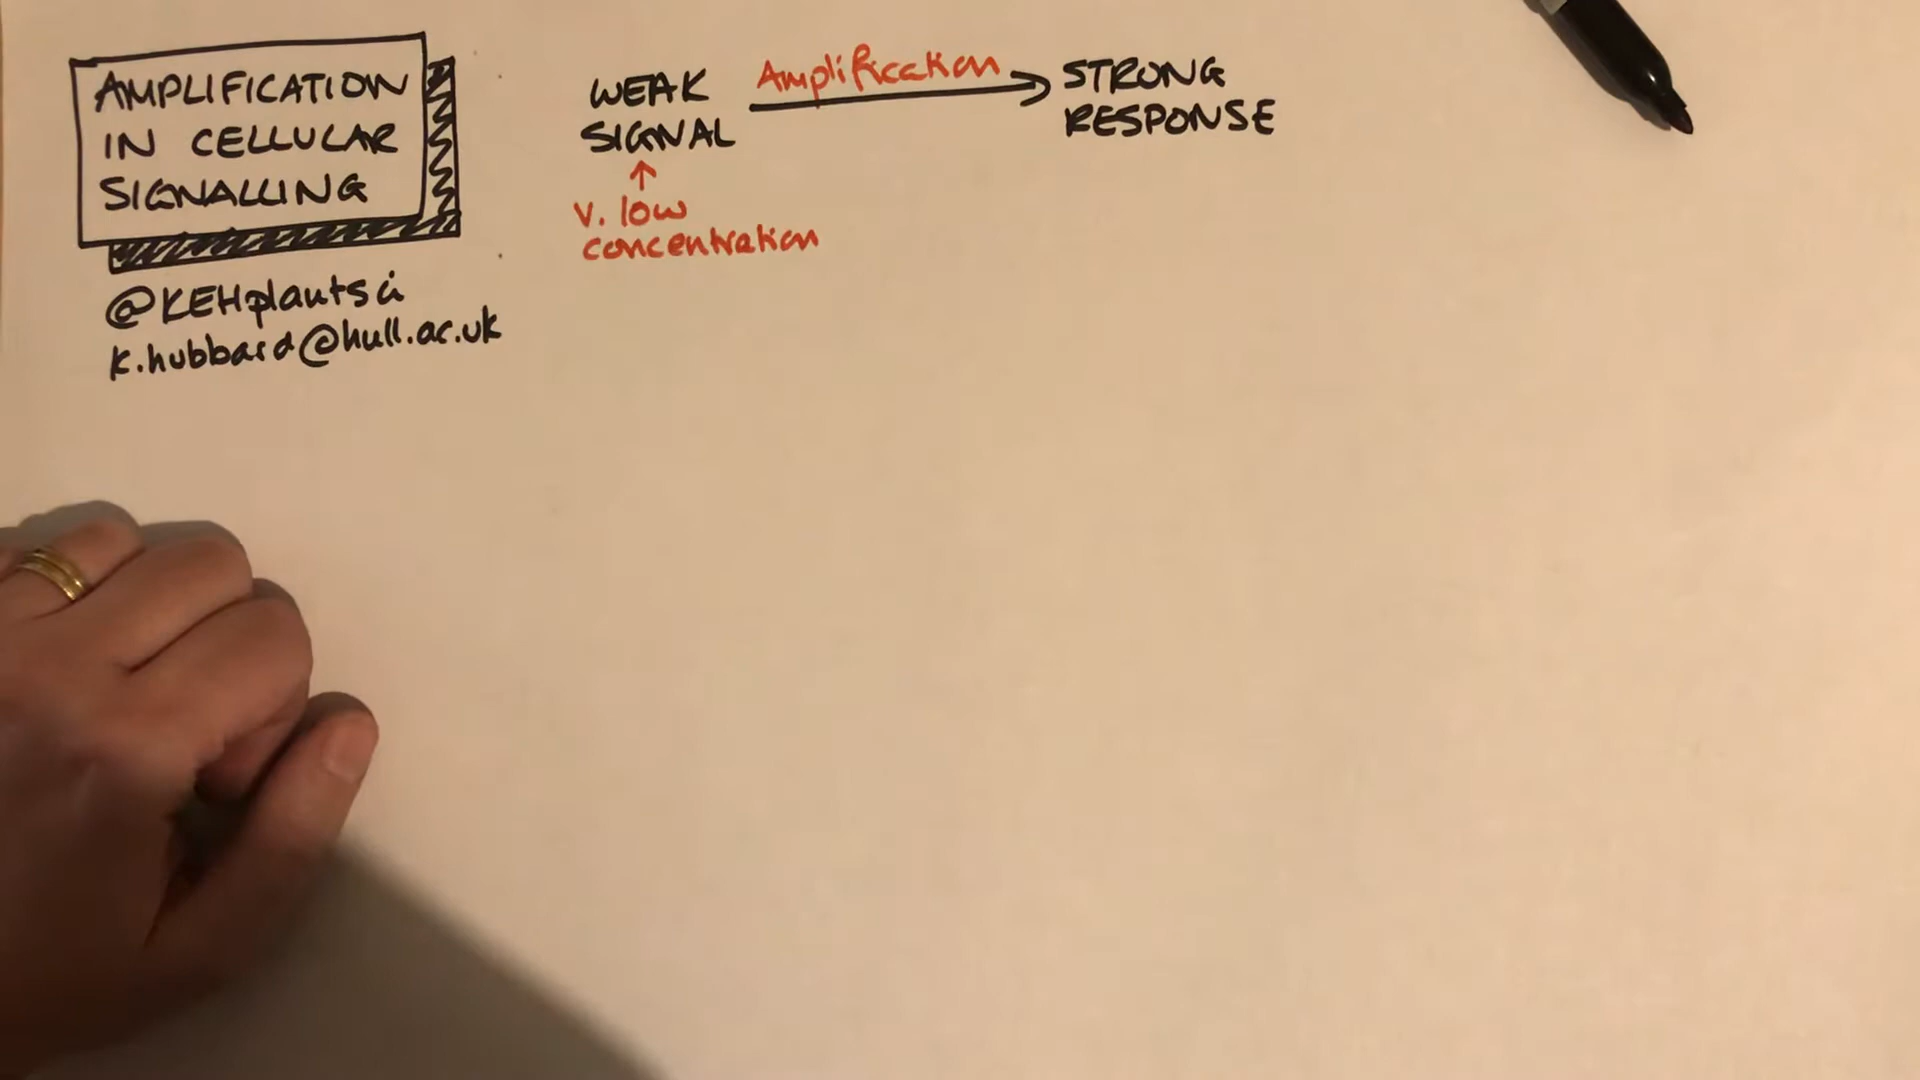 AMPLIFICATION
IN CELLULAR
SIGNALLING
@KEHplantsci
k.hubbard@hull.ac.uk
WEAK
SIGNAL
Amplification
STRONG
RESPONSE
v. low
concentration